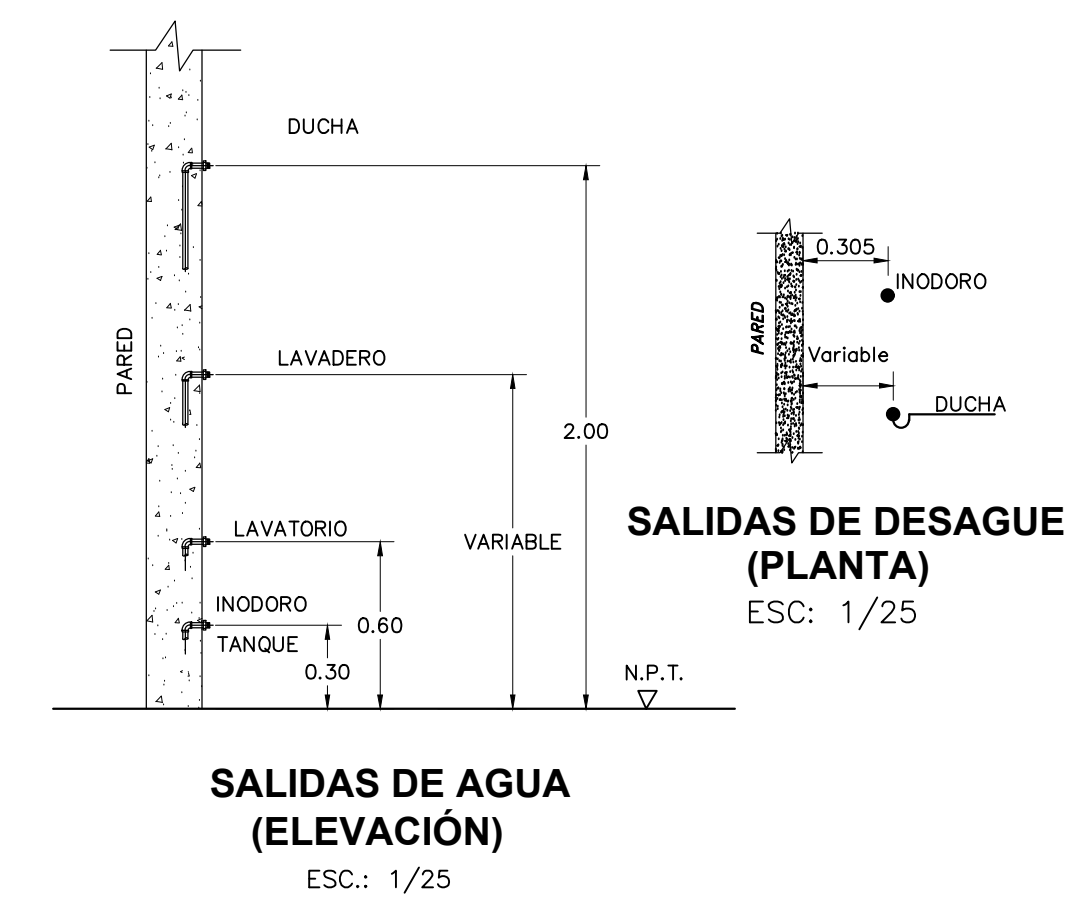 DUCHA
PARED
LAVADERO
2.00
LAVATORIO
VARIABLE
INODORO
TANQUE
0.60
0.30
N.P.T.
SALIDAS DE AGUA
(ELEVACIÓN)
ESC.: 1/25
0.305
INODORO
PARED
Variable
DUCHA
SALIDAS DE DESAGUE
(PLANTA)
ESC: 1/25